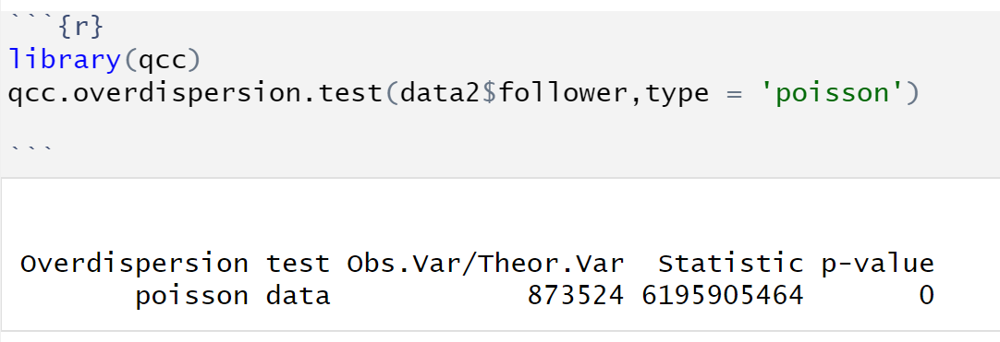 ```{r}
library(qcc)
qcc.overdispersion.test(data2$follower,type = 'poisson')
```
Overdispersion test Obs.Var/Theor.Var Statistic p-value
poisson data 873524 6195905464 0